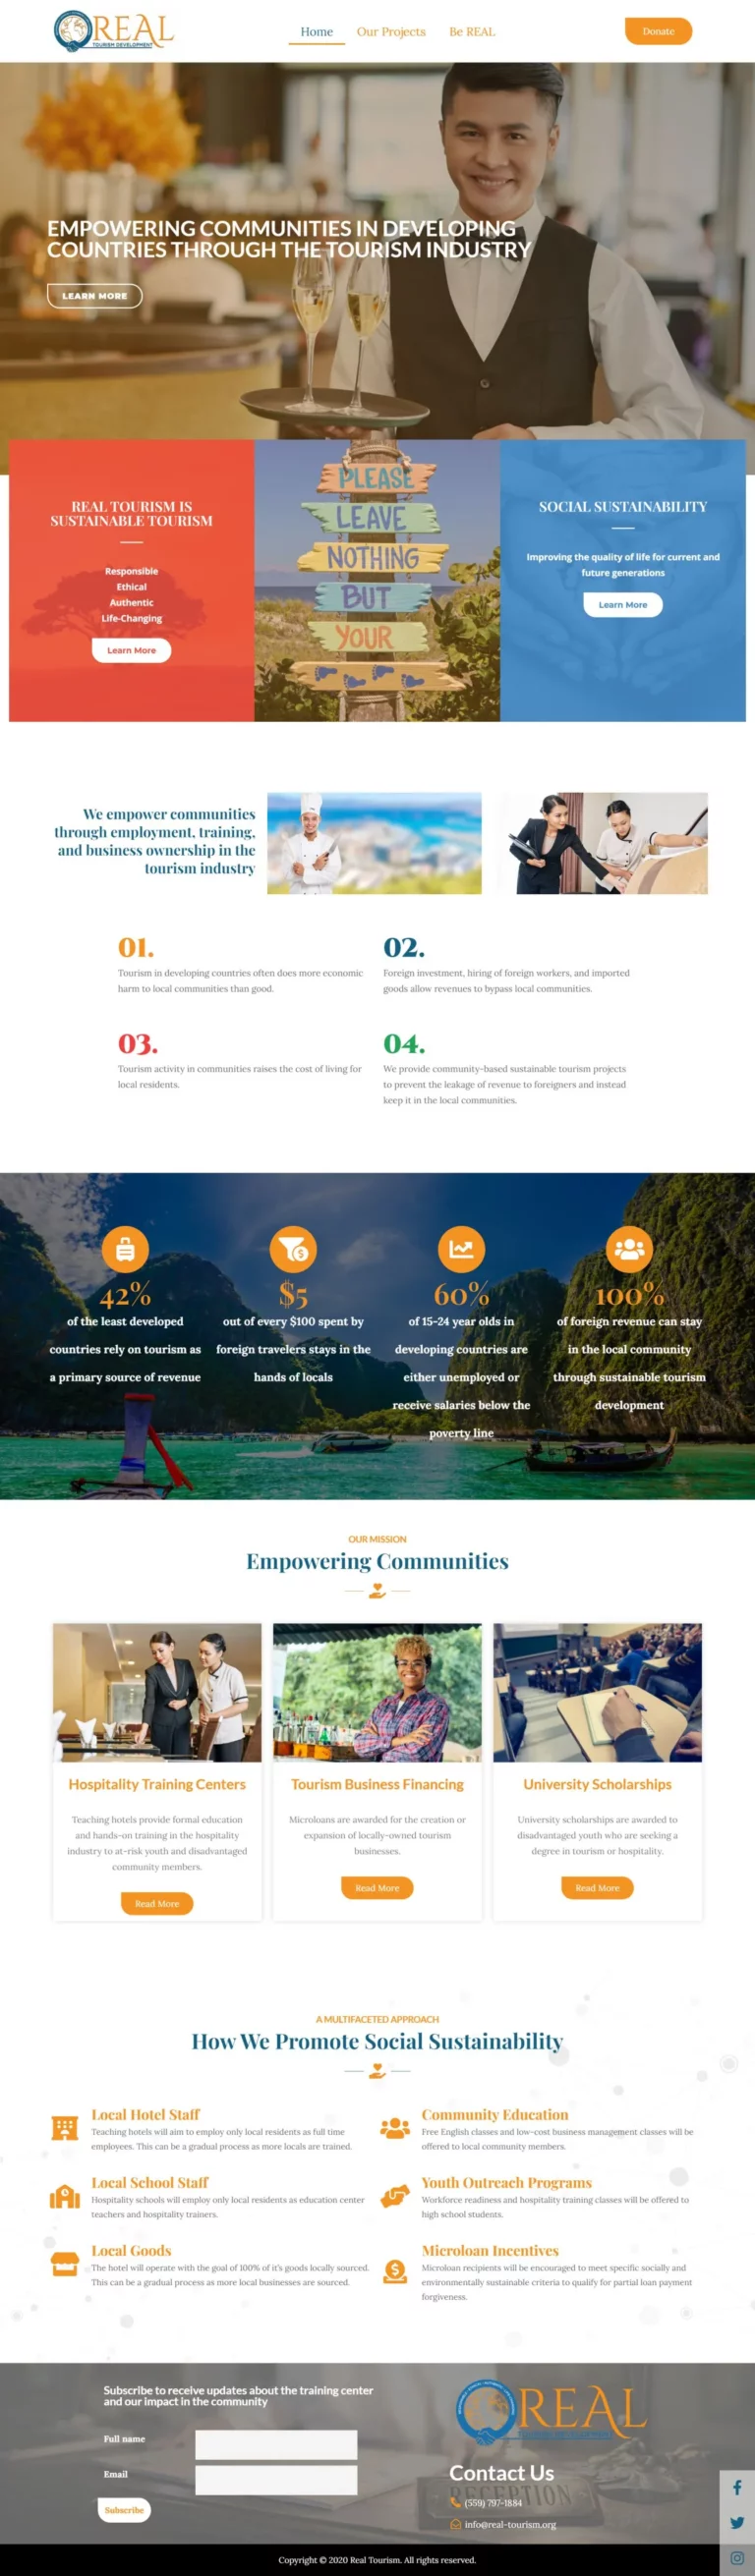 REAL
TOURISM DEVELOPMENT
Home
Our Projects
Be REAL
Donate
EMPOWERING COMMUNITIES IN DEVELOPING
COUNTRIES THROUGH THE TOURISM INDUSTRY
LEARN MORE
REAL TOURISM IS
SUSTAINABLE TOURISM
Responsible
Ethical
Authentic
Life-Changing
Learn More
PLEASE
LEAVE
NOTHING
BUT
YOUR
SOCIAL SUSTAINABILITY
Improving the quality of life for current and
future generations
Learn More
We empower communities
through employment, training,
and business ownership in the
tourism industry
01.
Tourism in developing countries often does more economic
harm to local communities than good.
02.
Foreign investment, hiring of foreign workers, and imported
goods allow revenues to bypass local communities.
03.
Tourism activity in communities raises the cost of living for
local residents.
04.
We provide community-based sustainable tourism projects
to prevent the leakage of revenue to foreigners and instead
keep it in the local communities.
42%
of the least developed
countries rely on tourism as
a primary source of revenue
$5
out of every $100 spent by
foreign travelers stays in the
hands of locals
60%
of 15-24 year olds in
developing countries are
either unemployed or
receive salaries below the
poverty line
100%
of foreign revenue can stay
in the local community
through sustainable tourism
development
OUR MISSION
Empowering Communities
Hospitality Training Centers
Teaching hotels provide formal education
and hands-on training in the hospitality
industry to at-risk youth and disadvantaged
community members.
Read More
Tourism Business Financing
Microloans are awarded for the creation or
expansion of locally-owned tourism
businesses.
Read More
University Scholarships
University scholarships are awarded to
disadvantaged youth who are seeking a
degree in tourism or hospitality.
Read More
A MULTIFACETED APPROACH
How We Promote Social Sustainability
Local Hotel Staff
Teaching hotels will aim to employ only local residents as full time
employees. This can be a gradual process as more locals are trained.
Community Education
Free English classes and low-cost business management classes will be
offered to local community members.
Local School Staff
Hospitality schools will employ only local residents as education center
teachers and hospitality trainers.
Youth Outreach Programs
Workforce readiness and hospitality training classes will be offered to
high school students.
Local Goods
The hotel will operate with the goal of 100% of it's goods locally sourced.
This can be a gradual process as more local businesses are sourced.
Microloan Incentives
Microloan recipients will be encouraged to meet specific socially and
environmentally sustainable criteria to qualify for partial loan payment
forgiveness.
Subscribe to receive updates about the training center
and our impact in the community
Full name
Email
Subscribe
REAL
TOURISM DEVELOPMENT
Contact Us
RECEPTION
(559) 797-1884
info@real-tourism.org
Copyright © 2020 Real Tourism. All rights reserved.